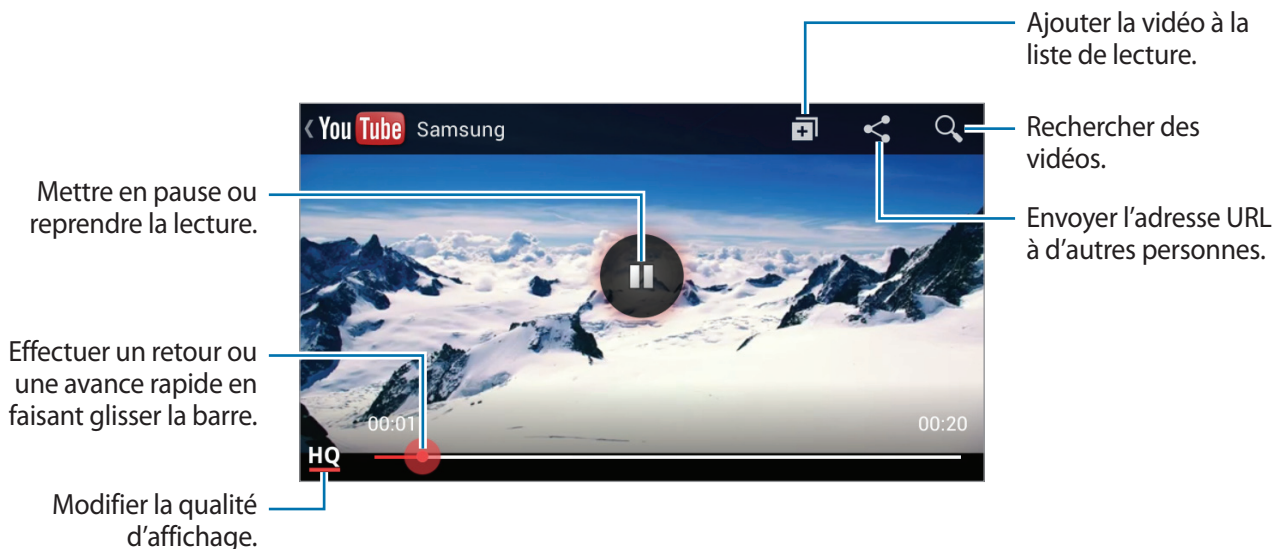 Ajouter la vidéo à la
liste de lecture.
You Tube Samsung
Rechercher des
vidéos.
Mettre en pause ou
reprendre la lecture.
Envoyer l’adresse URL
à d’autres personnes.
Effectuer un retour ou
une avance rapide en
faisant glisser la barre.
00:01
00:20
HQ
Modifier la qualité
d’affichage.